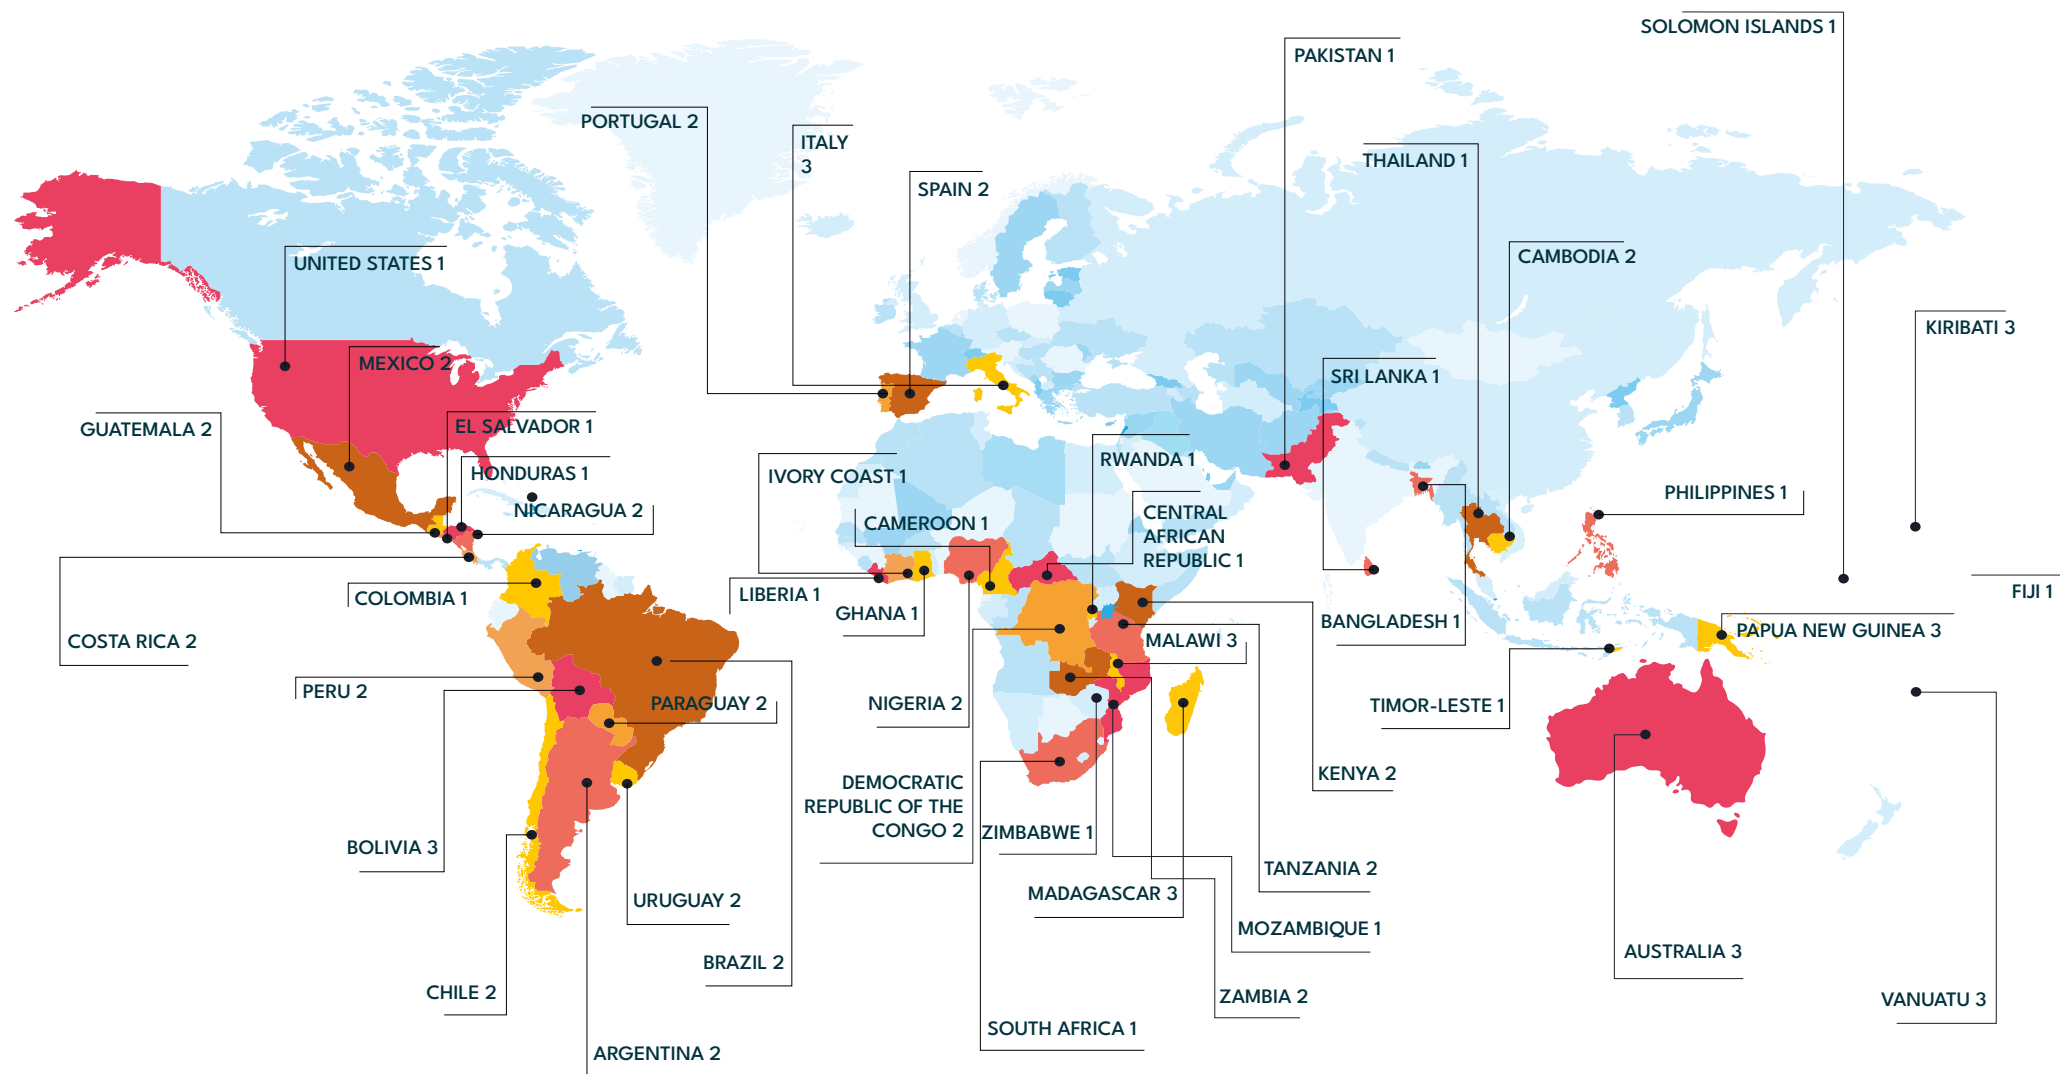 SOLOMON ISLANDS 1
PAKISTAN 1
PORTUGAL 2
ITALY
3
THAILAND 1
SPAIN 2
UNITED STATES 1
CAMBODIA 2
KIRIBATI 3
MEXICO 2
SRI LANKA 1
GUATEMALA 2
EL SALVADOR 1
HONDURAS 1
NICARAGUA 2
IVORY COAST 1
RWANDA 1
CAMEROON 1
CENTRAL
AFRICAN
REPUBLIC 1
PHILIPPINES 1
COLOMBIA 1
LIBERIA 1
GHANA 1
FIJI 1
COSTA RICA 2
BANGLADESH 1
PAPUA NEW GUINEA 3
MALAWI 3
PERU 2
PARAGUAY 2
NIGERIA 2
TIMOR-LESTE 1
KENYA 2
DEMOCRATIC
REPUBLIC OF THE
CONGO 2
ZIMBABWE 1
BOLIVIA 3
TANZANIA 2
MADAGASCAR 3
URUGUAY 2
MOZAMBIQUE 1
AUSTRALIA 3
BRAZIL 2
CHILE 2
ZAMBIA 2
VANUATU 3
SOUTH AFRICA 1
ARGENTINA 2